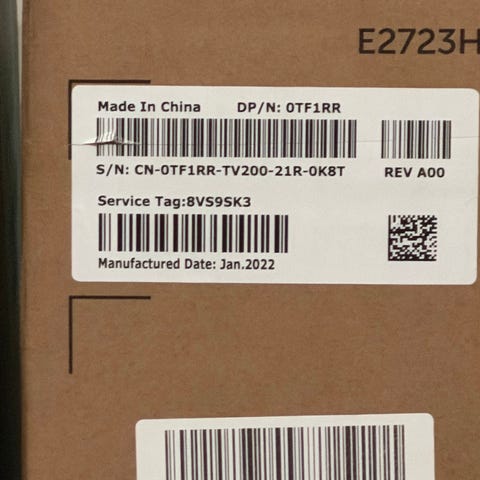 E2723H
Made In China DP/N: 0TF1RR
S/N: CN-0TF1RR-TV200-21R-0K8T REV A00
Service Tag:8VS9SK3
Manufactured Date: Jan.2022